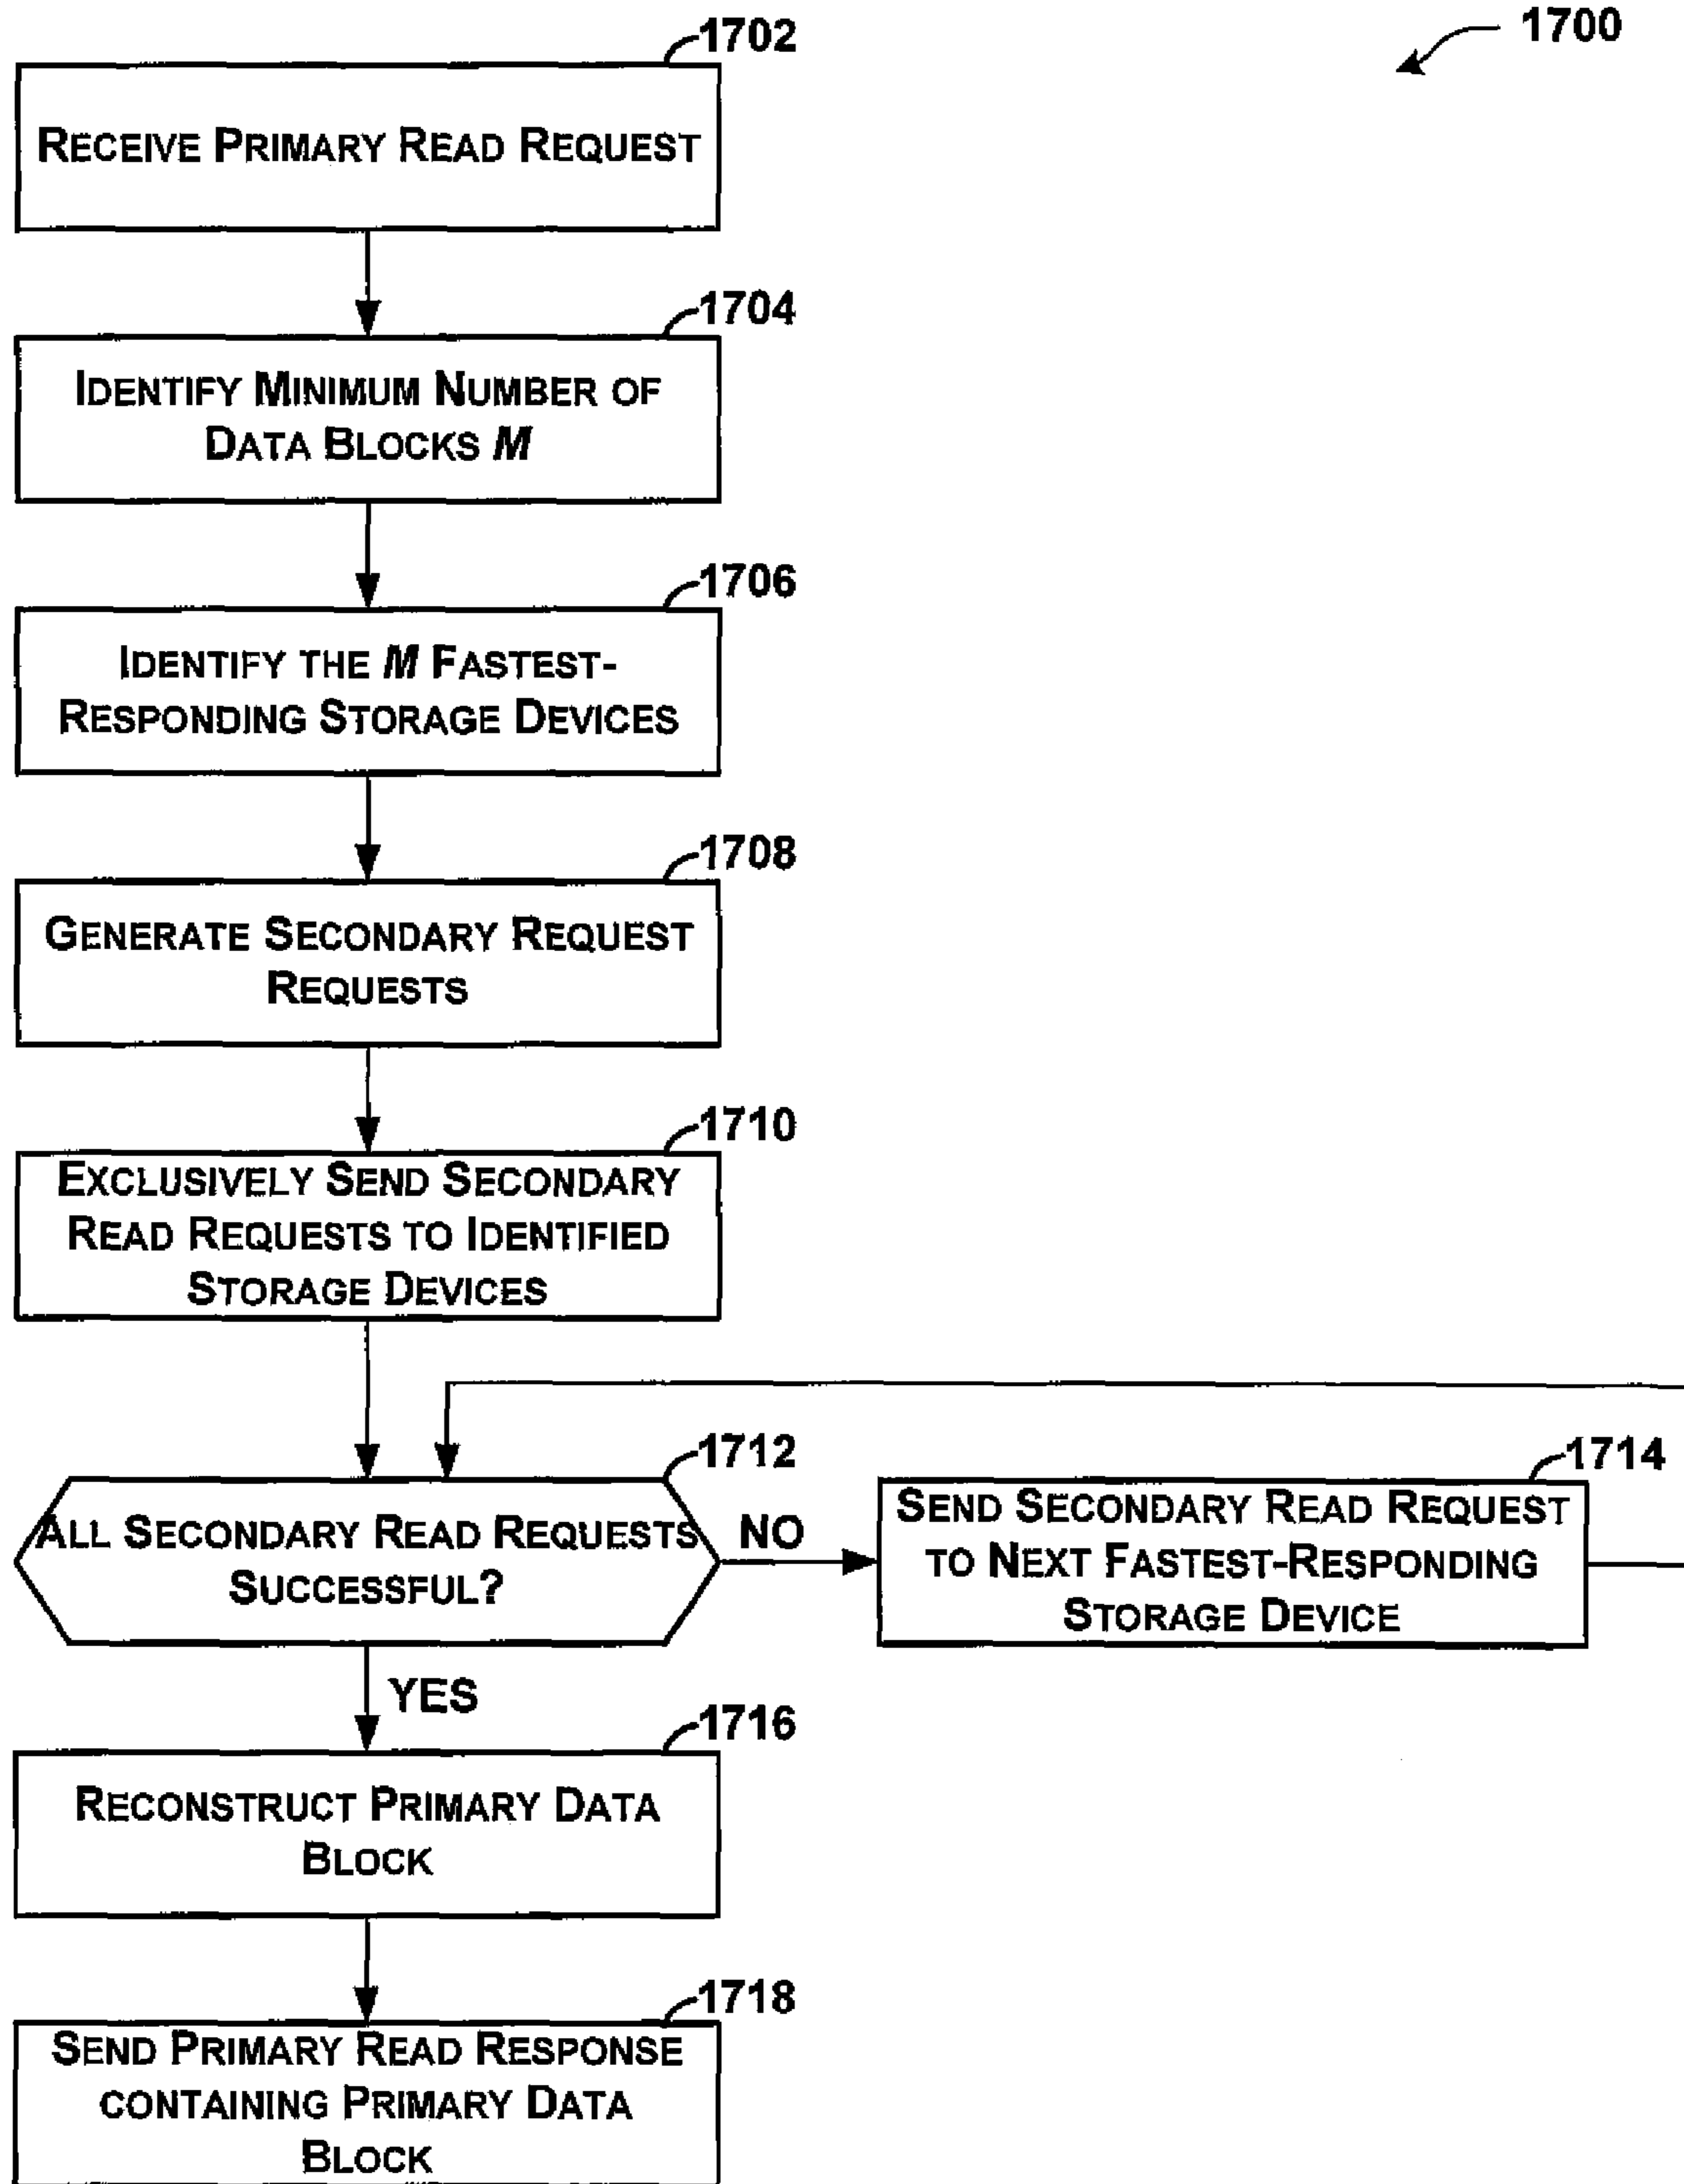 1700
1702
RECEIVE PRIMARY READ REQUEST
1704
IDENTIFY MINIMUM NUMBER OF
DATA BLOCKS M
1706
IDENTIFY THE M FASTEST-
RESPONDING STORAGE DEVICES
1708
GENERATE SECONDARY REQUEST
REQUESTS
1710
EXCLUSIVELY SEND SECONDARY
READ REQUESTS TO IDENTIFIED
STORAGE DEVICES
1712
ALL SECONDARY READ REQUESTS
SUCCESSFUL?
NO
1714
SEND SECONDARY READ REQUEST
TO NEXT FASTEST-RESPONDING
STORAGE DEVICE
YES
1716
RECONSTRUCT PRIMARY DATA
BLOCK
1718
SEND PRIMARY READ RESPONSE
CONTAINING PRIMARY DATA
BLOCK